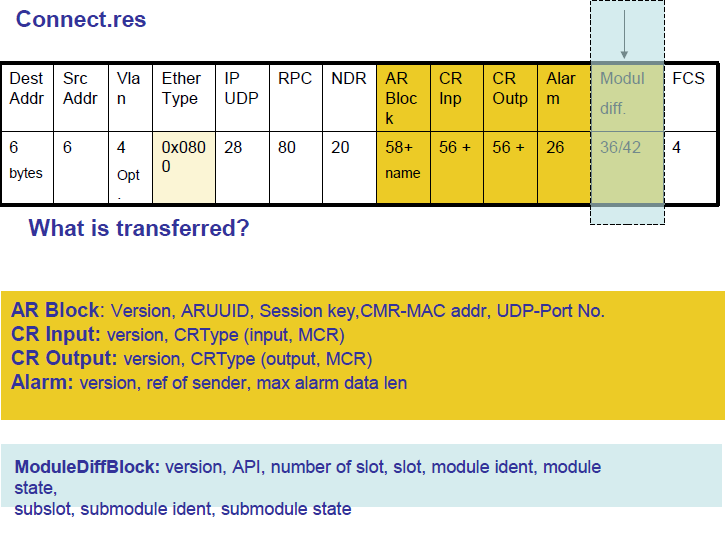 Connect.res
Dest Addr Src Addr Vla n Ether Type IP UDP RPC NDR AR Bloc k CR Inp CR Outp Alar m Modul diff. FCS
6 bytes 6 4 Opt . 0x080 0 28 80 20 58+ name 56 + 56 + 26 36/42 4
What is transferred?
AR Block: Version, ARUUID, Session key,CMR-MAC addr, UDP-Port No.
CR Input: version, CRType (input, MCR)
CR Output: version, CRType (output, MCR)
Alarm: version, ref of sender, max alarm data len
ModuleDiffBlock: version, API, number of slot, slot, module ident, module
state,
subslot, submodule ident, submodule state